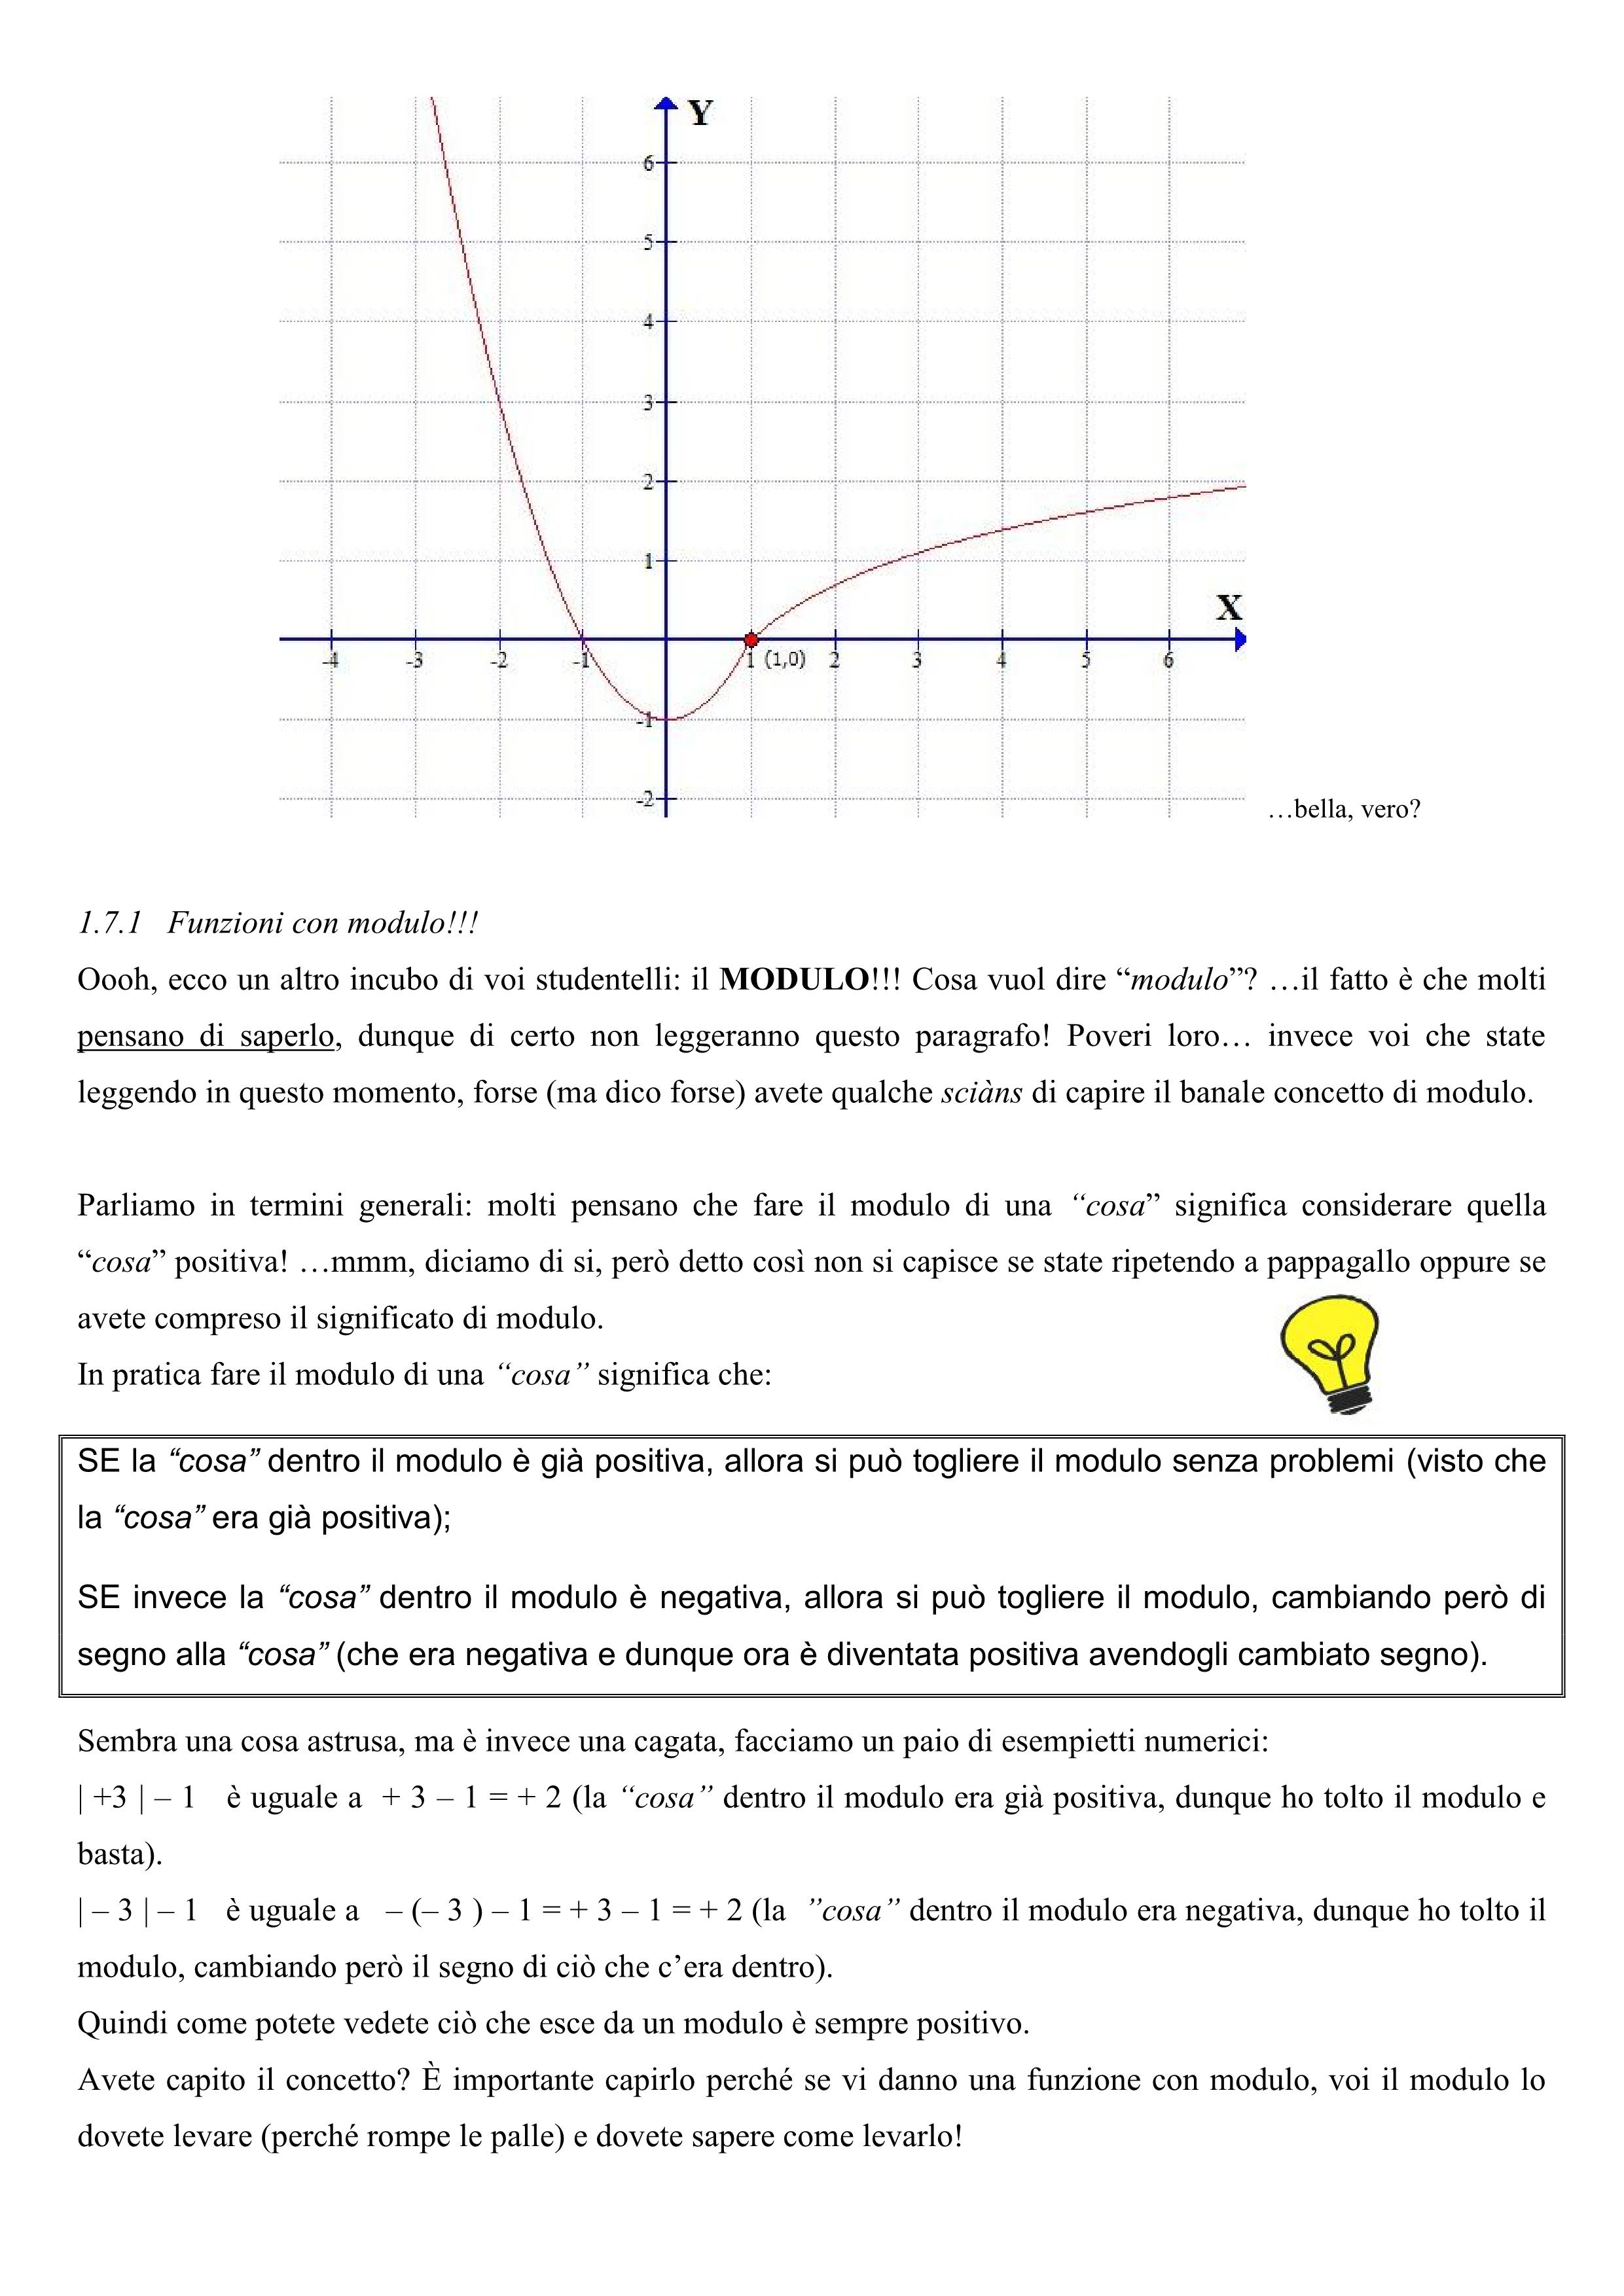 Y
6
5
4
3
2
1
X
-4 -3 -2 -1 1 (1,0) 2 3 4 5 6
-1
-2
…bella, vero?
1.7.1 Funzioni con modulo!!!
Oooh, ecco un altro incubo di voi studentelli: il MODULO!!! Cosa vuol dire “modulo”? …il fatto è che molti
pensano di saperlo, dunque di certo non leggeranno questo paragrafo! Poveri loro… invece voi che state
leggendo in questo momento, forse (ma dico forse) avete qualche sciàns di capire il banale concetto di modulo.
Parliamo in termini generali: molti pensano che fare il modulo di una “cosa” significa considerare quella
“cosa” positiva! …mmm, diciamo di si, però detto così non si capisce se state ripetendo a pappagallo oppure se
avete compreso il significato di modulo.
In pratica fare il modulo di una “cosa” significa che:
SE la “cosa” dentro il modulo è già positiva, allora si può togliere il modulo senza problemi (visto che
la “cosa” era già positiva);
SE invece la “cosa” dentro il modulo è negativa, allora si può togliere il modulo, cambiando però di
segno alla “cosa” (che era negativa e dunque ora è diventata positiva avendogli cambiato segno).
Sembra una cosa astrusa, ma è invece una cagata, facciamo un paio di esempietti numerici:
| +3 | – 1 è uguale a + 3 – 1 = + 2 (la “cosa” dentro il modulo era già positiva, dunque ho tolto il modulo e
basta).
| – 3 | – 1 è uguale a – (– 3 ) – 1 = + 3 – 1 = + 2 (la ”cosa” dentro il modulo era negativa, dunque ho tolto il
modulo, cambiando però il segno di ciò che c’era dentro).
Quindi come potete vedete ciò che esce da un modulo è sempre positivo.
Avete capito il concetto? È importante capirlo perché se vi danno una funzione con modulo, voi il modulo lo
dovete levare (perché rompe le palle) e dovete sapere come levarlo!